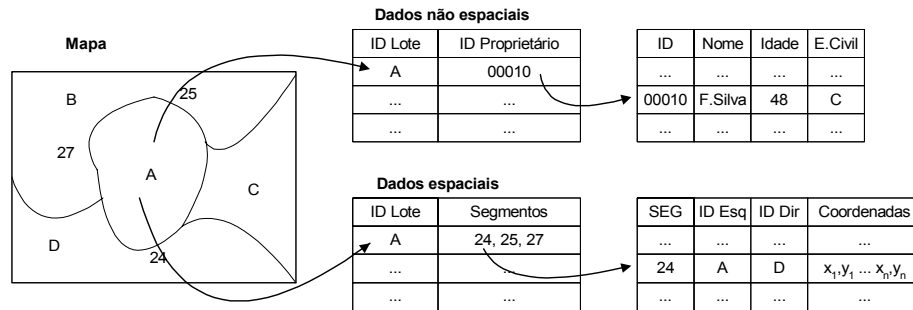 Mapa
B
25
27
A
C
D
24
Dados não espaciais
ID Lote ID Proprietário
A 00010
... ...
... ...
ID Nome Idade E.Civil
... ... ... ...
00010 F.Silva 48 C
... ... ... ...
Dados espaciais
ID Lote Segmentos
A 24, 25, 27
... ...
... ...
SEG ID Esq ID Dir Coordenadas
... ... ... ...
24 A D x₁,y₁ ... xₙ,yₙ
... ... ... ...